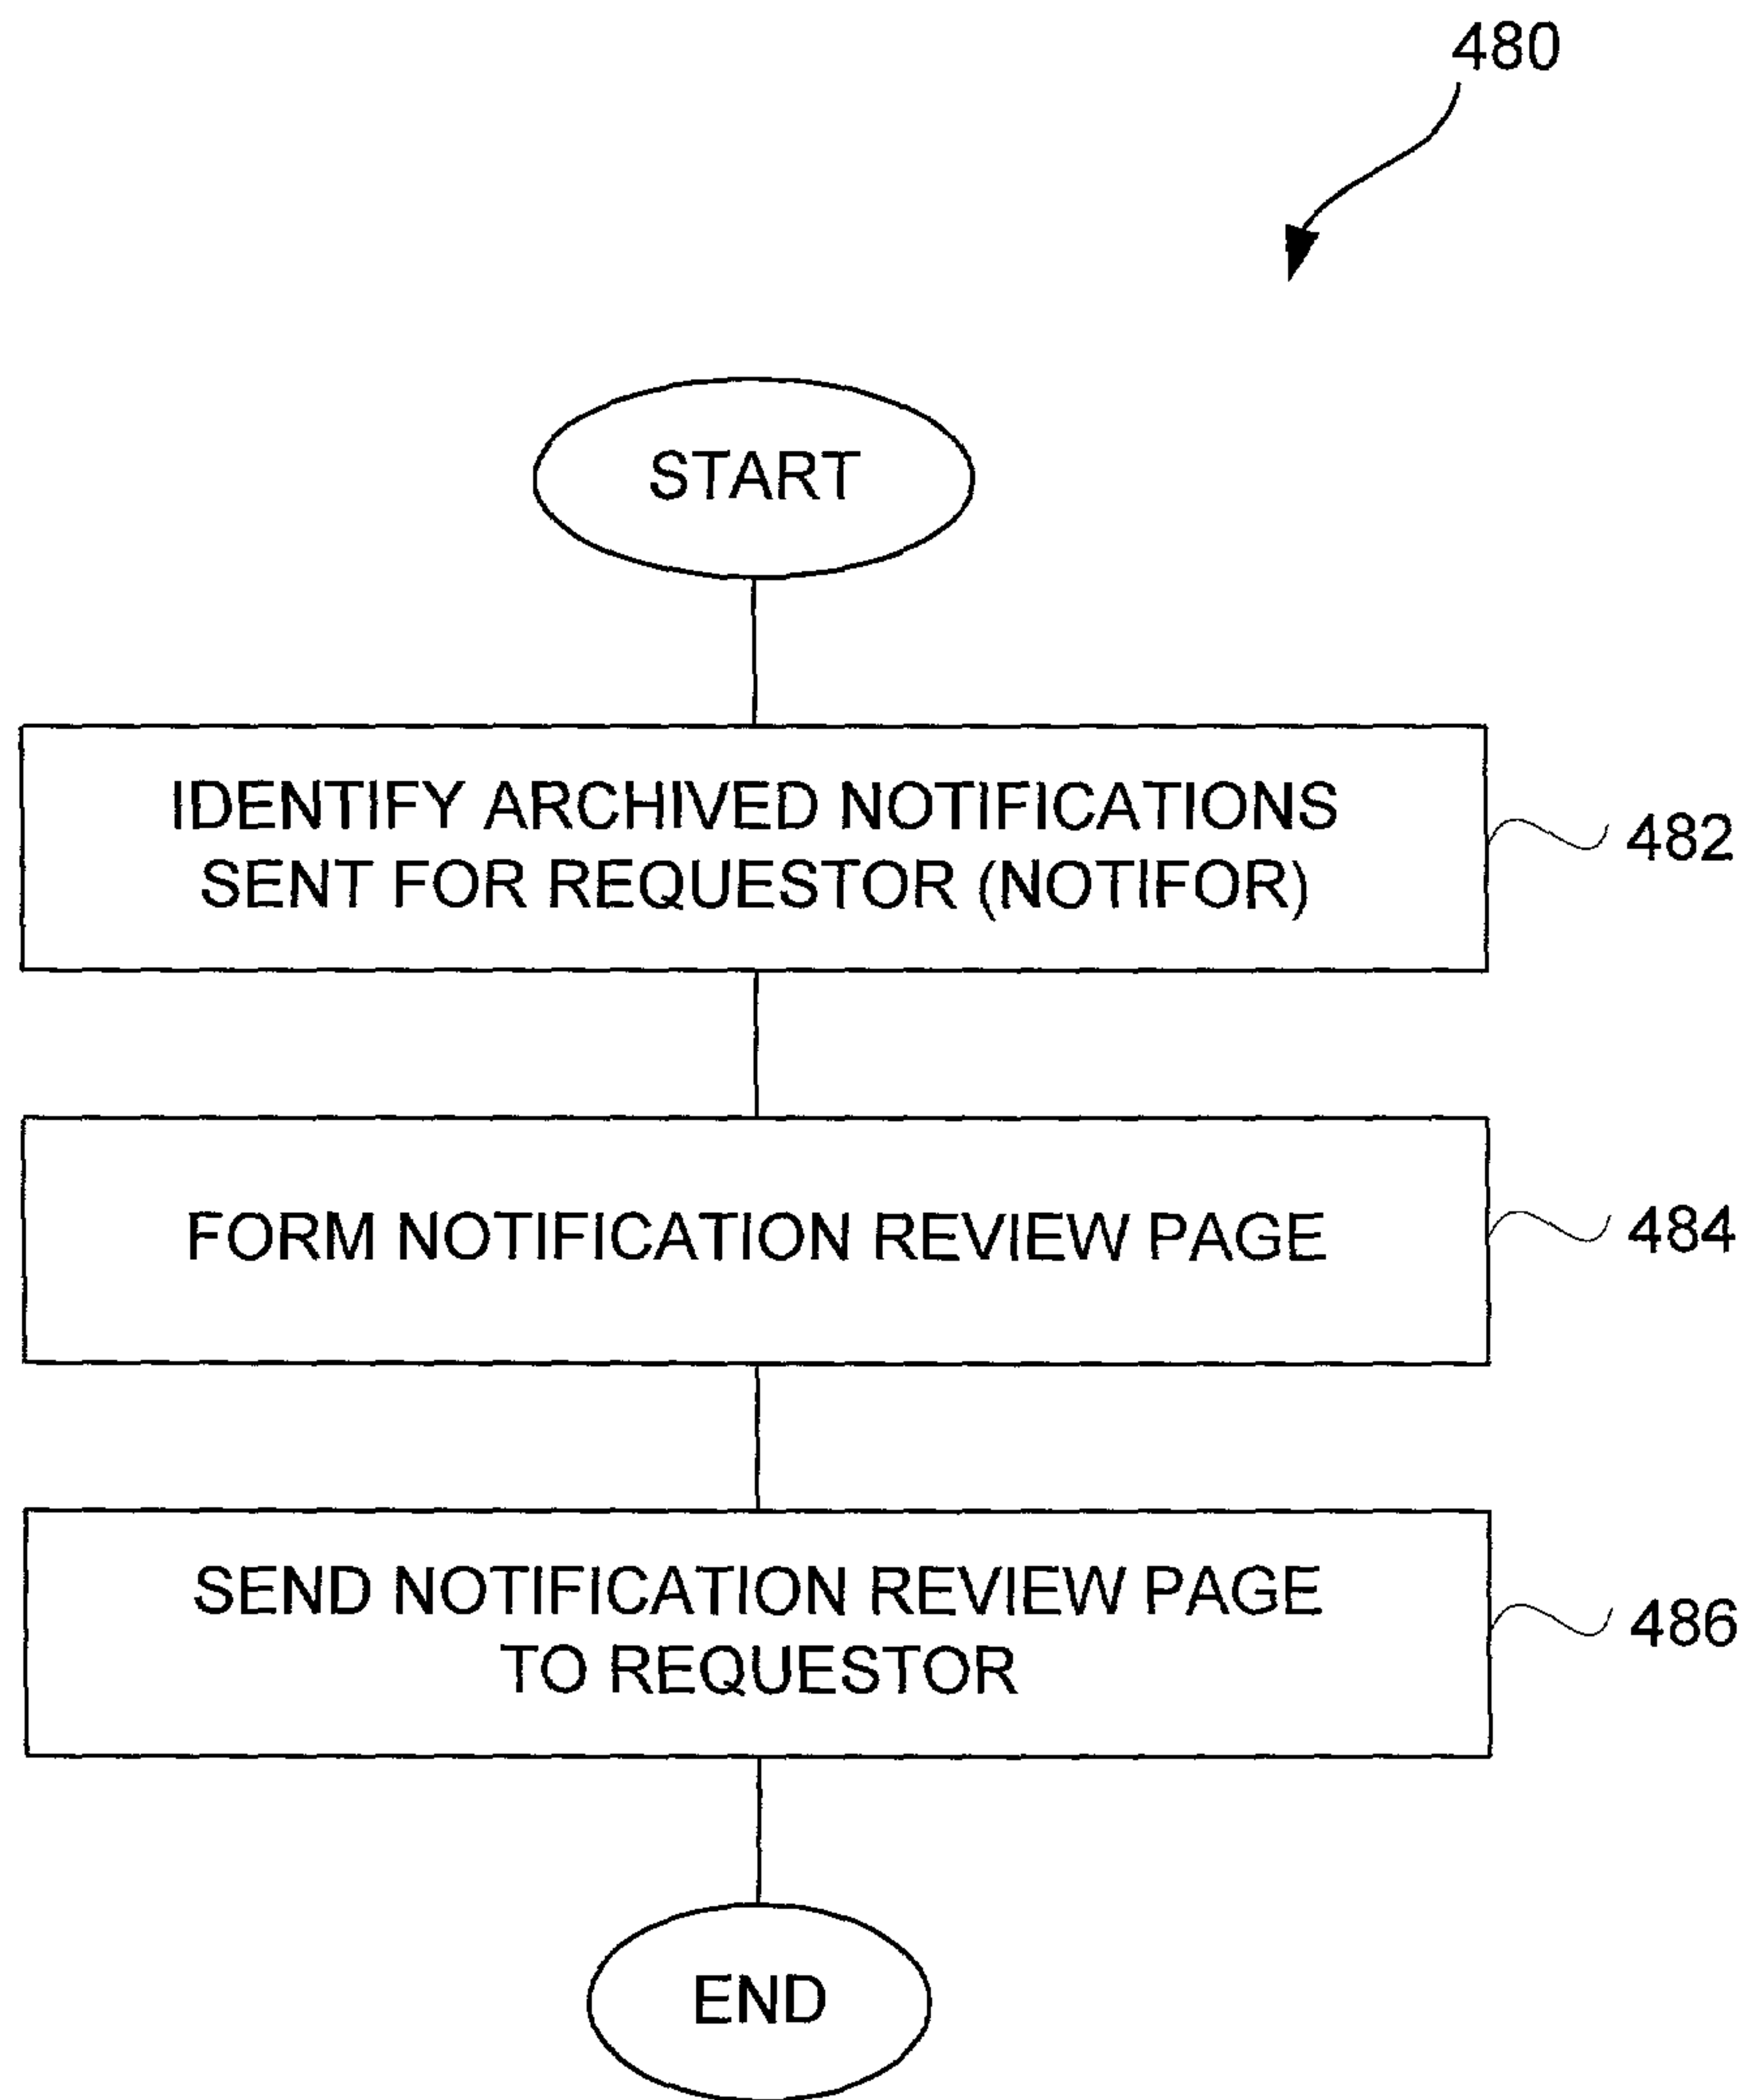 480
START
IDENTIFY ARCHIVED NOTIFICATIONS
SENT FOR REQUESTOR (NOTIFOR)
482
FORM NOTIFICATION REVIEW PAGE
484
SEND NOTIFICATION REVIEW PAGE
TO REQUESTOR
486
END